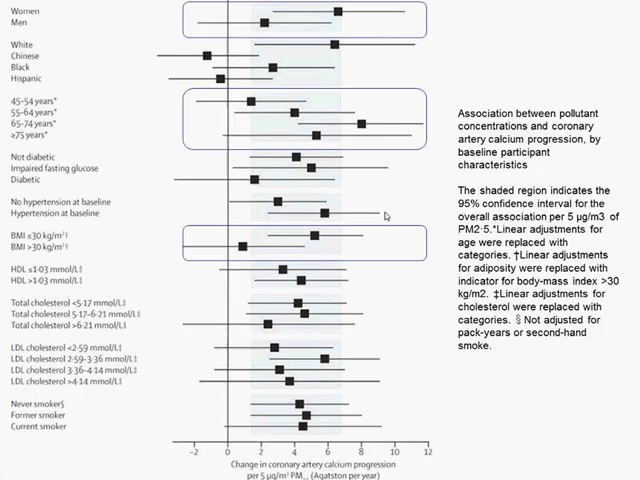 Women
Men
White
Chinese
Black
Hispanic
45–54 years*
55–64 years*
65–74 years*
≥75 years*
Not diabetic
Impaired fasting glucose
Diabetic
No hypertension at baseline
Hypertension at baseline
BMI ≤30 kg/m²†
BMI >30 kg/m²†
HDL ≤1·03 mmol/L‡
HDL >1·03 mmol/L‡
Total cholesterol <5·17 mmol/L‡
Total cholesterol 5·17–6·21 mmol/L‡
Total cholesterol >6·21 mmol/L‡
LDL cholesterol <2·59 mmol/L‡
LDL cholesterol 2·59–3·36 mmol/L‡
LDL cholesterol 3·36–4·14 mmol/L‡
LDL cholesterol >4·14 mmol/L‡
Never smoker§
Former smoker
Current smoker
–2 0 2 4 6 8 10 12
Change in coronary artery calcium progression
per 5 µg/m³ PM₂.₅ (Agatston per year)
Association between pollutant
concentrations and coronary
artery calcium progression, by
baseline participant
characteristics
The shaded region indicates the
95% confidence interval for the
overall association per 5 µg/m3 of
PM2·5.*Linear adjustments for
age were replaced with
categories. †Linear adjustments
for adiposity were replaced with
indicator for body-mass index >30
kg/m2. ‡Linear adjustments for
cholesterol were replaced with
categories. § Not adjusted for
pack-years or second-hand
smoke.